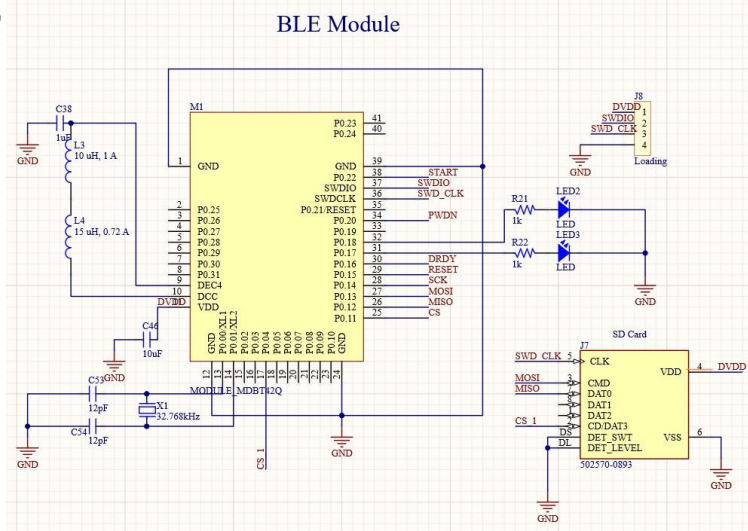 BLE Module
C38
1uF
GND
L3
10 uH, 1 A
L4
15 uH, 0.72 A
M1
1 GND
2 P0.25
3 P0.26
4 P0.27
5 P0.28
6 P0.29
7 P0.30
8 P0.31
9 DEC4
10 DCC
DVDD
VDD
P0.23 41
P0.24 40
GND 39
P0.22 38 START
SWDIO 37 SWDIO
SWDCLK 36 SWD_CLK
P0.21/RESET 35
P0.20 34 PWDN
P0.19 33
P0.18 32
P0.17 31
P0.16 30 DRDY
P0.15 29 RESET
P0.14 28 SCK
P0.13 27 MOSI
P0.12 26 MISO
P0.11 25 CS
GND
P0.00/XL1
P0.01/XL2
P0.02
P0.03
P0.04
P0.05
P0.06
P0.07
P0.08
P0.09
P0.10
GND
12
13
14
15
16
17
18
19
20
21
22
23
24
MODULE_MDBT42Q
C46
10uF
GND
C53
12pF
X1
32.768kHz
C54
12pF
GND
CS_1
GND
J8
DVDD 1
SWDIO 2
SWD_CLK 3
4
GND
Loading
R21
1k
LED2
LED
R22
1k
LED3
LED
GND
SD Card
J7
SWD_CLK 5 CLK
MOSI 3 CMD
MISO DAT0
DAT1
DAT2
CS_1 CD/DAT3
DS DET_SWT
DL DET_LEVEL
VDD 4 DVDD
VSS 6
502570-0893
GND
GND